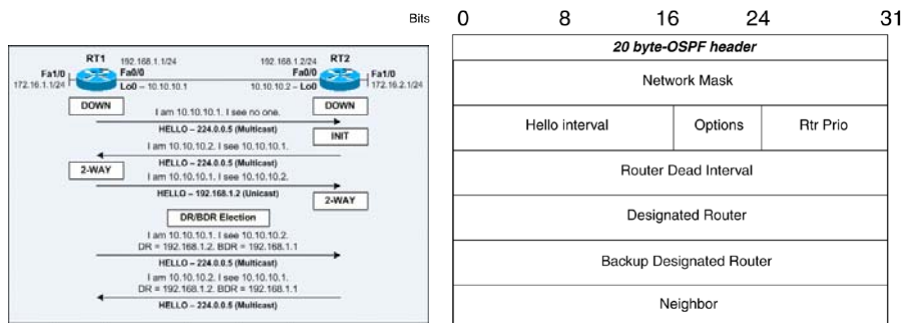 RT1 192.168.1.1/24 192.168.1.2/24 RT2
Fa1/0 Fa0/0 Fa0/0 Fa1/0
172.16.1.1/24 Lo0 – 10.10.10.1 10.10.10.2 – Lo0 172.16.2.1/24
DOWN DOWN
I am 10.10.10.1. I see no one.
HELLO – 224.0.0.5 (Multicast)
INIT
I am 10.10.10.2. I see 10.10.10.1.
HELLO – 224.0.0.5 (Multicast)
2-WAY
I am 10.10.10.1. I see 10.10.10.2.
HELLO – 192.168.1.2 (Unicast)
2-WAY
DR/BDR Election
I am 10.10.10.1. I see 10.10.10.2.
DR = 192.168.1.2. BDR = 192.168.1.1
HELLO – 224.0.0.5 (Multicast)
I am 10.10.10.2. I see 10.10.10.1.
DR = 192.168.1.2. BDR = 192.168.1.1
HELLO – 224.0.0.5 (Multicast)
Bits 0 8 16 24 31
20 byte-OSPF header
Network Mask
Hello interval Options Rtr Prio
Router Dead Interval
Designated Router
Backup Designated Router
Neighbor